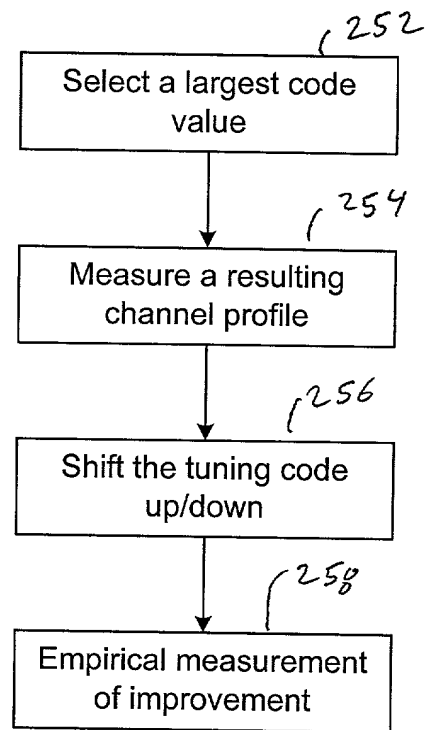 252
Select a largest code
value
254
Measure a resulting
channel profile
256
Shift the tuning code
up/down
258
Empirical measurement
of improvement